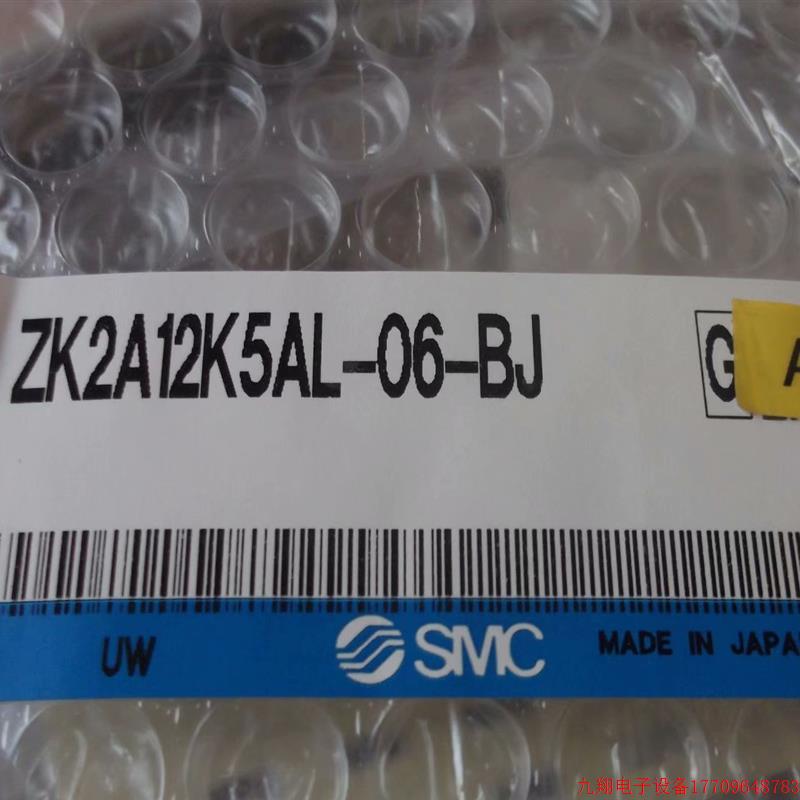 ZK2A12K5AL-06-BJ
G
A
UW
SMC
MADE IN JAPA
九翔电子设备17709648783